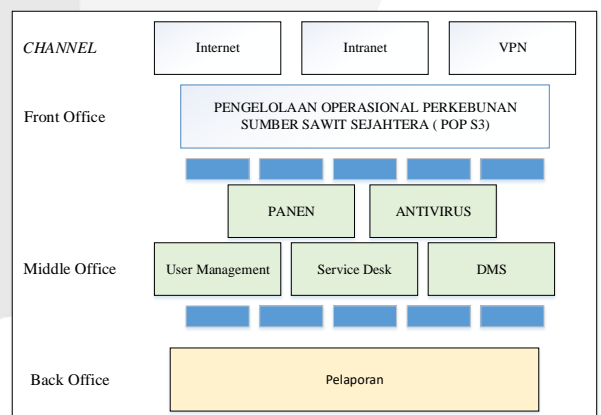 CHANNEL
Internet
Intranet
VPN
Front Office
PENGELOLAAN OPERASIONAL PERKEBUNAN
SUMBER SAWIT SEJAHTERA ( POP S3)
PANEN
ANTIVIRUS
Middle Office
User Management
Service Desk
DMS
Back Office
Pelaporan